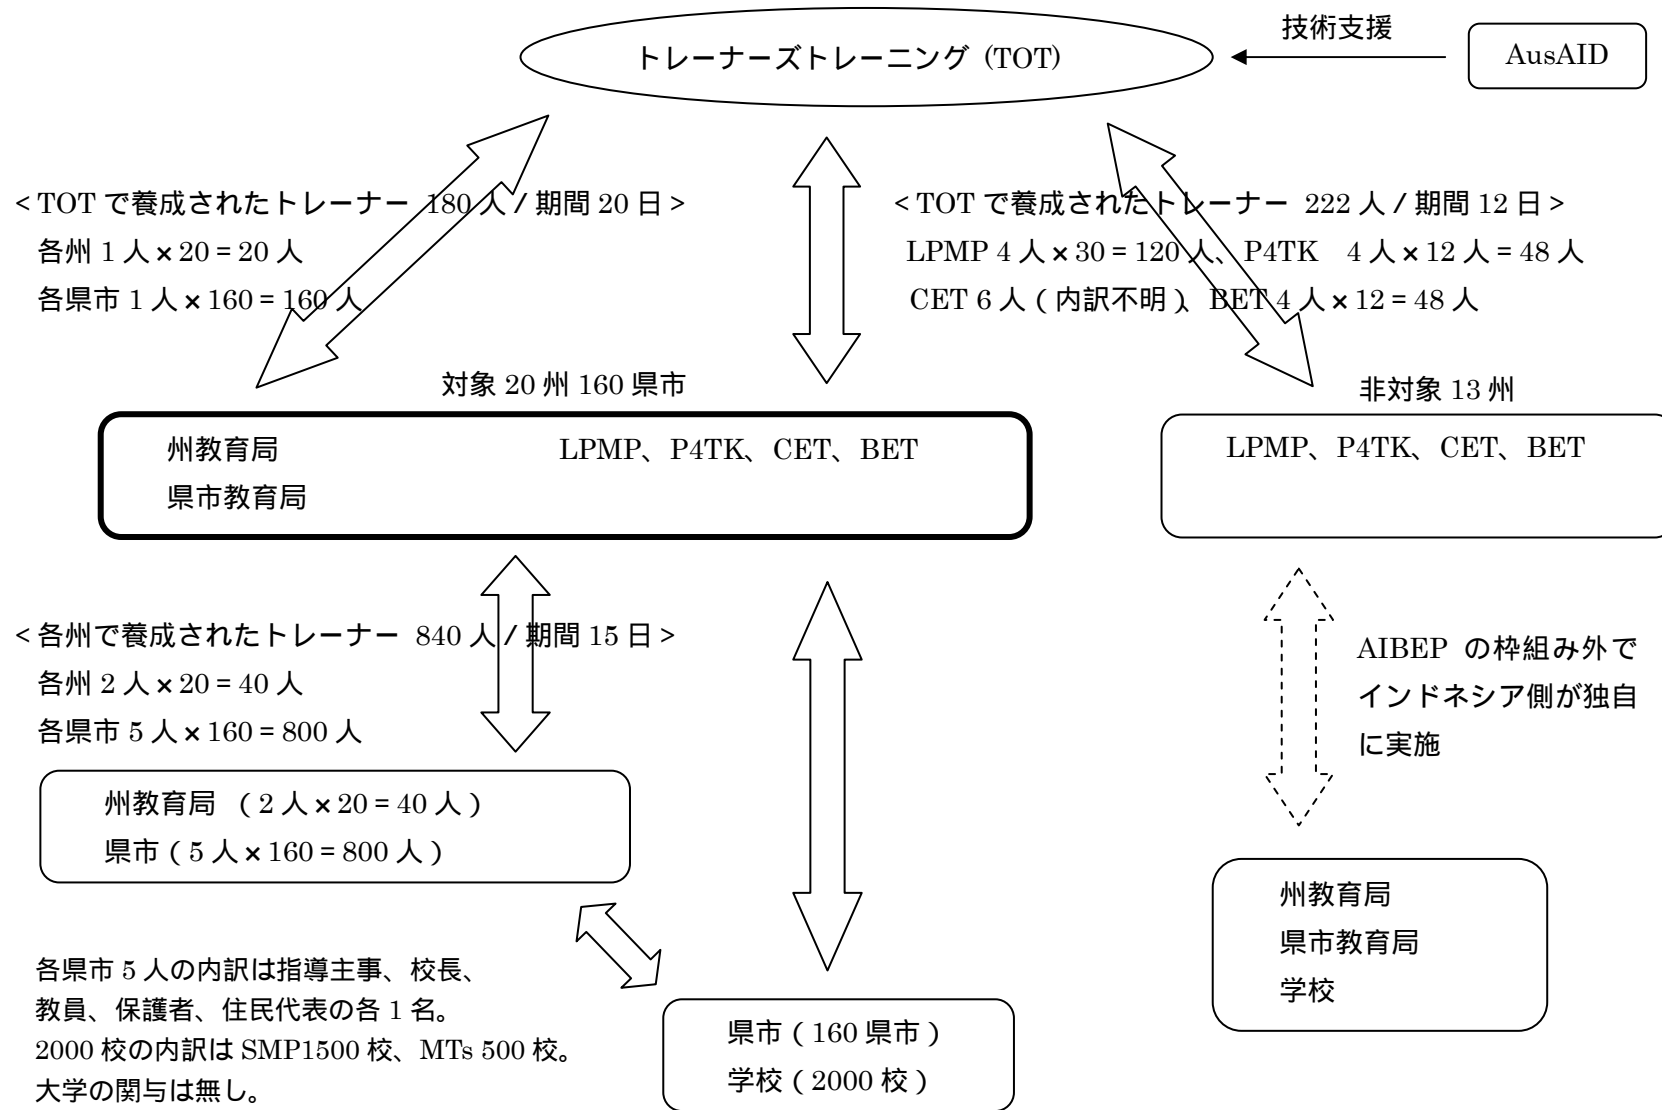 技術支援
トレーナーズトレーニング (TOT)
AusAID
<TOT で養成されたトレーナー 180 人/期間 20 日>
各州 1 人×20=20 人
各県市 1 人×160=160 人
<TOT で養成されたトレーナー 222 人/期間 12 日>
LPMP 4 人×30=120 人、P4TK 4 人×12 人=48 人
CET 6 人(内訳不明)、BET 4 人×12=48 人
対象 20 州 160 県市
非対象 13 州
州教育局 LPMP、P4TK、CET、BET
県市教育局
LPMP、P4TK、CET、BET
<各州で養成されたトレーナー 840 人/期間 15 日>
各州 2 人×20=40 人
各県市 5 人×160=800 人
AIBEP の枠組み外で
インドネシア側が独自
に実施
州教育局 (2 人×20=40 人)
県市(5 人×160=800 人)
州教育局
県市教育局
学校
各県市 5 人の内訳は指導主事、校長、
教員、保護者、住民代表の各 1 名。
2000 校の内訳は SMP1500 校、MTs 500 校。
大学の関与は無し。
県市(160 県市)
学校(2000 校)